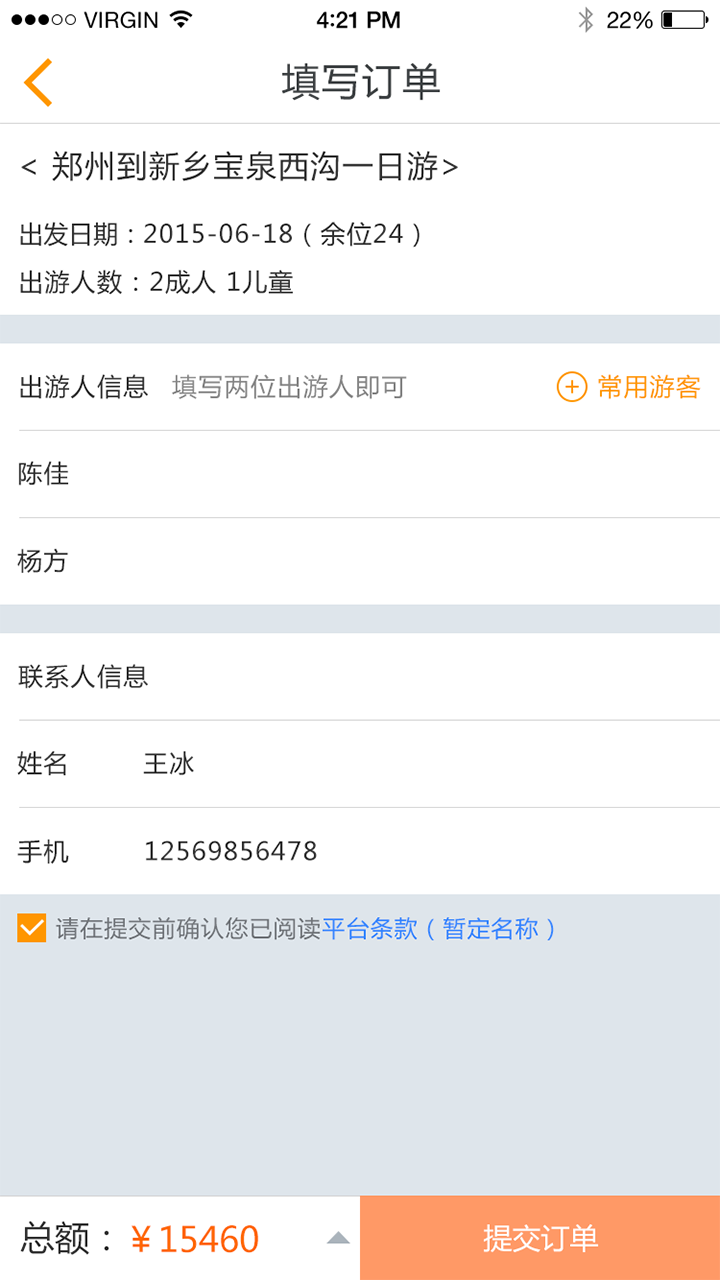 VIRGIN 4:21 PM 22%
填写订单
< 郑州到新乡宝泉西沟一日游>
出发日期：2015-06-18（余位24）
出游人数：2成人 1儿童
出游人信息 填写两位出游人即可 常用游客
陈佳
杨方
联系人信息
姓名 王冰
手机 12569856478
请在提交前确认您已阅读平台条款（暂定名称）
总额：￥15460 提交订单